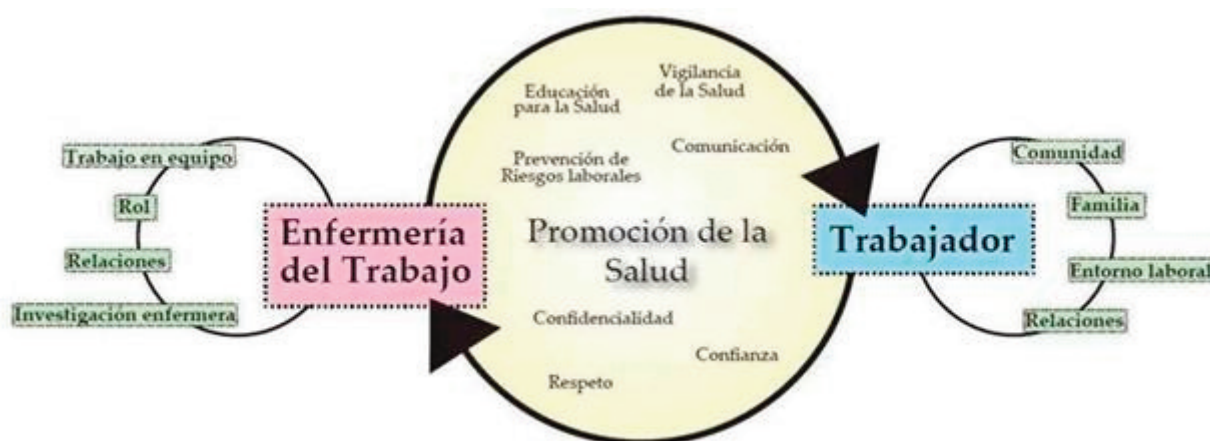 Trabajo en equipo
Rol
Relaciones
Investigación enfermera
Enfermería
del Trabajo
Educación
para la Salud
Vigilancia
de la Salud
Prevención de
Riesgos laborales
Comunicación
Promoción de la
Salud
Confidencialidad
Confianza
Respeto
Trabajador
Comunidad
Familia
Entorno laboral
Relaciones